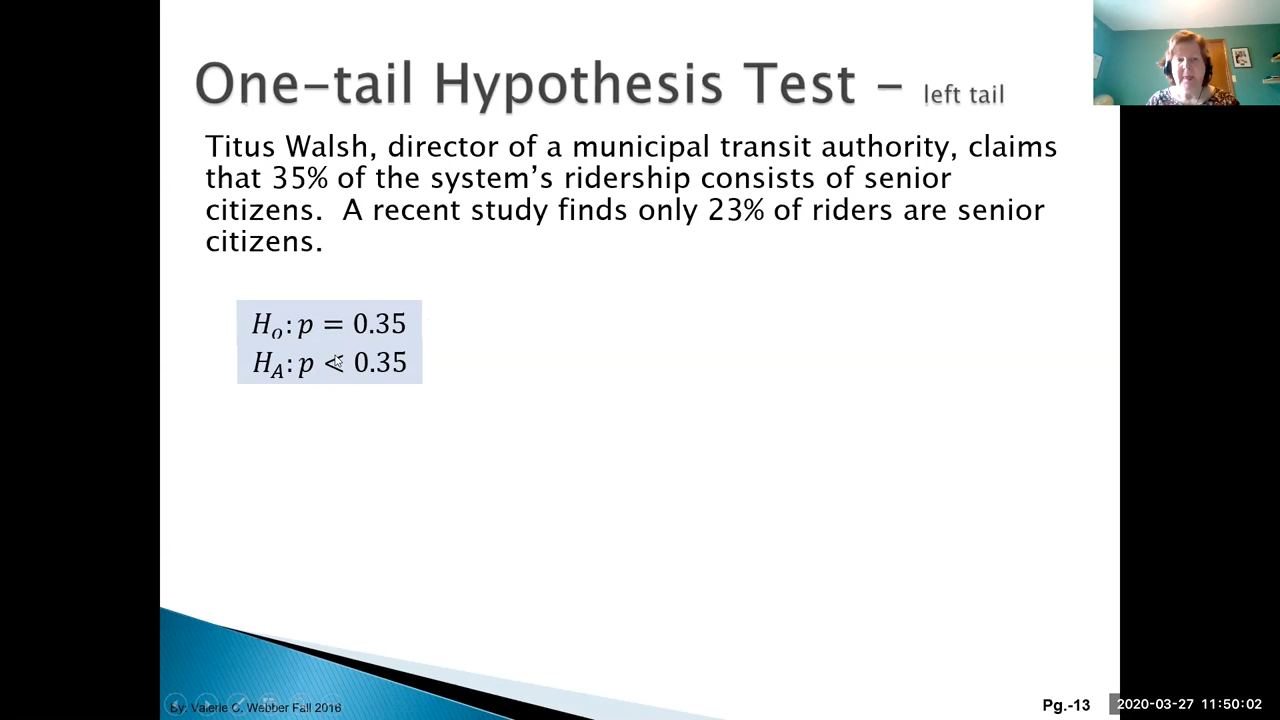 One-tail Hypothesis Test – left tail
Titus Walsh, director of a municipal transit authority, claims
that 35% of the system’s ridership consists of senior
citizens.  A recent study finds only 23% of riders are senior
citizens.
Hₒ: p = 0.35
H_A: p < 0.35
By: Valerie C. Webber Fall 2016
Pg.-13
2020-03-27 11:50:02